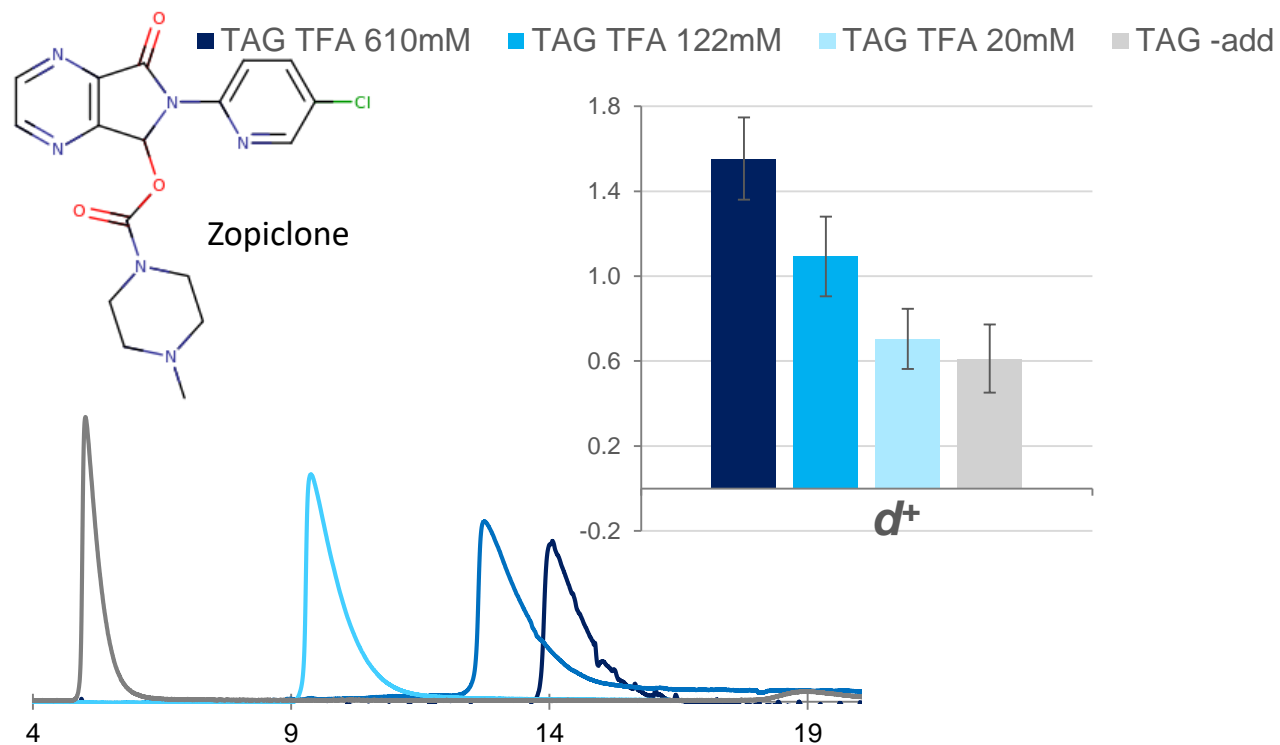 TAG TFA 610mM TAG TFA 122mM TAG TFA 20mM TAG -add
O
N
N
N
N
Cl
O
O
N
N
Zopiclone
1.8
1.4
1.0
0.6
0.2
-0.2
d+
4 9 14 19